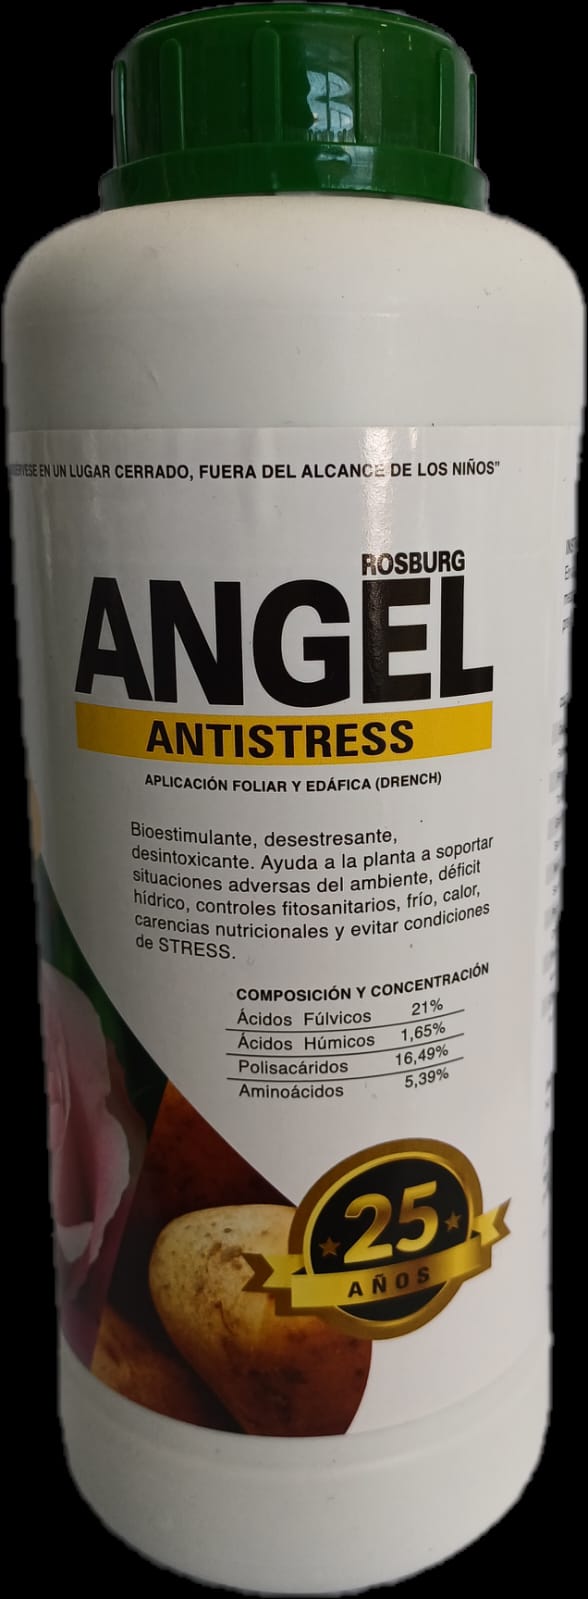 EN UN LUGAR CERRADO, FUERA DEL ALCANCE DE LOS NIÑOS"
ROSBURG
ANGEL
ANTISTRESS
APLICACIÓN FOLIAR Y EDÁFICA (DRENCH)
Bioestimulante, desestresante,
desintoxicante. Ayuda a la planta a soportar
situaciones adversas del ambiente, déficit
hídrico, controles fitosanitarios, frío, calor,
carencias nutricionales y evitar condiciones
de STRESS.
COMPOSICIÓN Y CONCENTRACIÓN
Ácidos Fúlvicos 21%
Ácidos Húmicos 1,65%
Polisacáridos 16,49%
Aminoácidos 5,39%
25
AÑOS